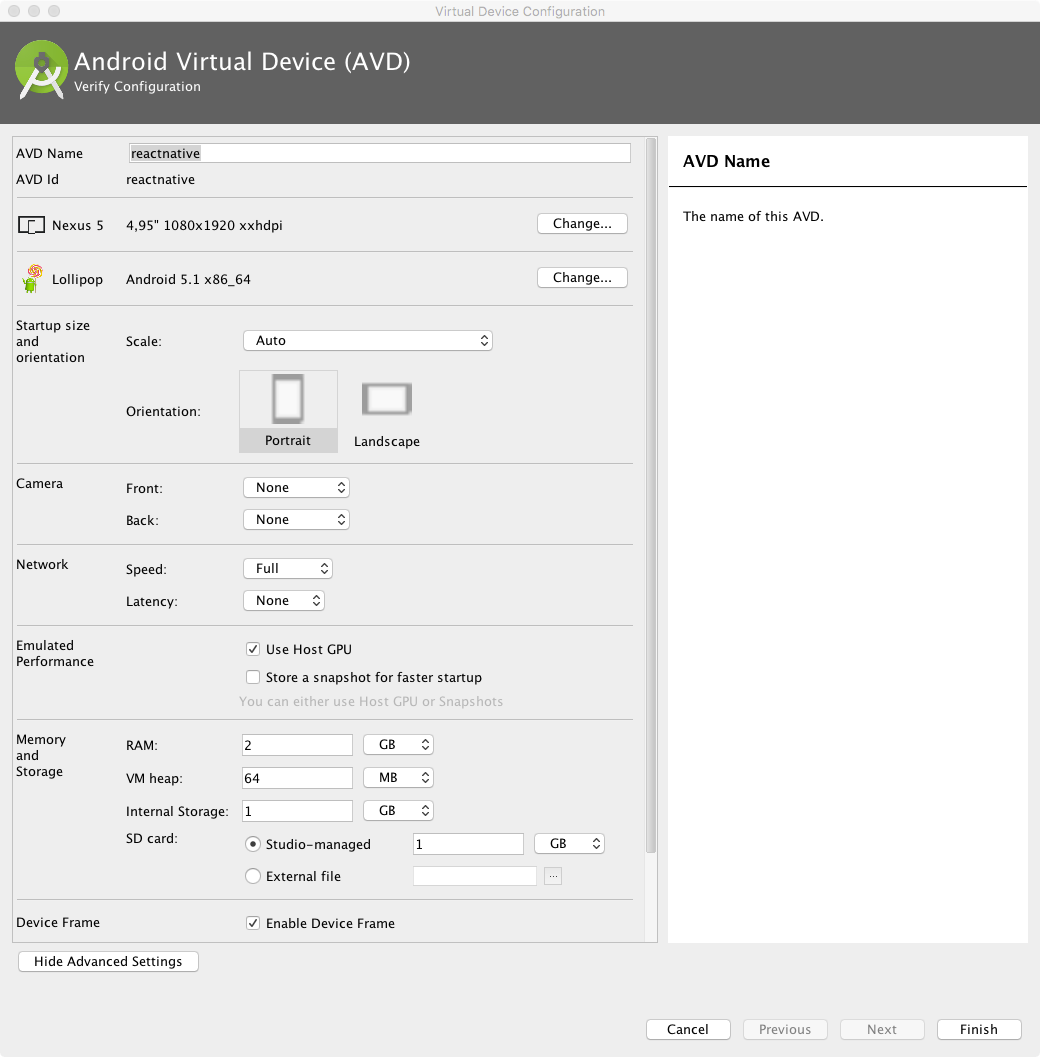 Virtual Device Configuration
Android Virtual Device (AVD)
Verify Configuration
AVD Name
reactnative
AVD Id
reactnative
Nexus 5
4,95" 1080x1920 xxhdpi
Change...
Lollipop
Android 5.1 x86_64
Change...
Startup size
and
orientation
Scale:
Auto
Orientation:
Portrait
Landscape
Camera
Front:
None
Back:
None
Network
Speed:
Full
Latency:
None
Emulated
Performance
Use Host GPU
Store a snapshot for faster startup
You can either use Host GPU or Snapshots
Memory
and
Storage
RAM:
2
GB
VM heap:
64
MB
Internal Storage:
1
GB
SD card:
Studio-managed
1
GB
External file
...
Device Frame
Enable Device Frame
Hide Advanced Settings
AVD Name
The name of this AVD.
Cancel
Previous
Next
Finish